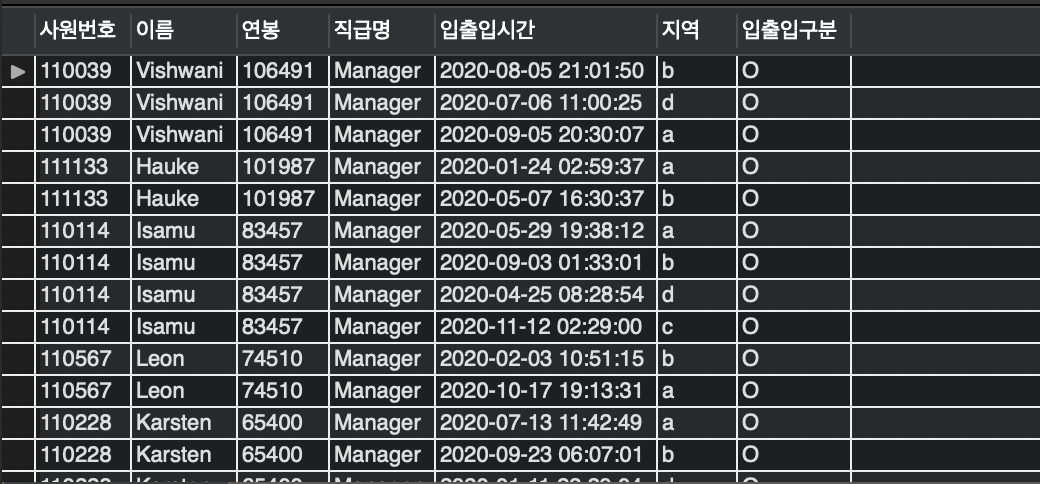 사원번호 이름 연봉 직급명 입출입시간 지역 입출입구분
110039 Vishwani 106491 Manager 2020-08-05 21:01:50 b O
110039 Vishwani 106491 Manager 2020-07-06 11:00:25 d O
110039 Vishwani 106491 Manager 2020-09-05 20:30:07 a O
111133 Hauke 101987 Manager 2020-01-24 02:59:37 a O
111133 Hauke 101987 Manager 2020-05-07 16:30:37 b O
110114 Isamu 83457 Manager 2020-05-29 19:38:12 a O
110114 Isamu 83457 Manager 2020-09-03 01:33:01 b O
110114 Isamu 83457 Manager 2020-04-25 08:28:54 d O
110114 Isamu 83457 Manager 2020-11-12 02:29:00 c O
110567 Leon 74510 Manager 2020-02-03 10:51:15 b O
110567 Leon 74510 Manager 2020-10-17 19:13:31 a O
110228 Karsten 65400 Manager 2020-07-13 11:42:49 a O
110228 Karsten 65400 Manager 2020-09-23 06:07:01 b O